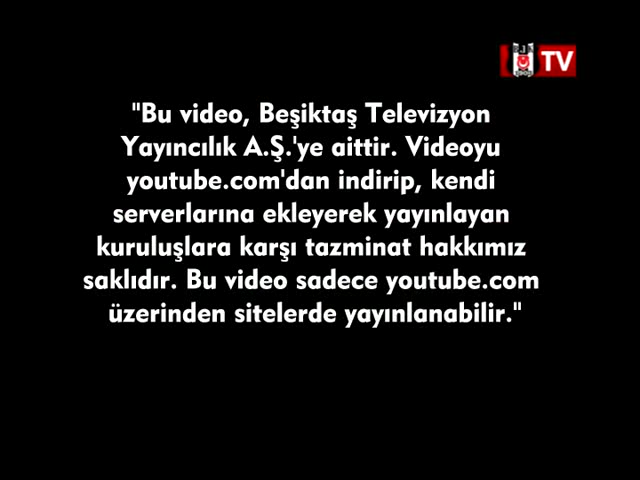 TV
"Bu video, Beşiktaş Televizyon
Yayıncılık A.Ş.'ye aittir. Videoyu
youtube.com'dan indirip, kendi
serverlarına ekleyerek yayınlayan
kuruluşlara karşı tazminat hakkımız
saklıdır. Bu video sadece youtube.com
üzerinden sitelerde yayınlanabilir."